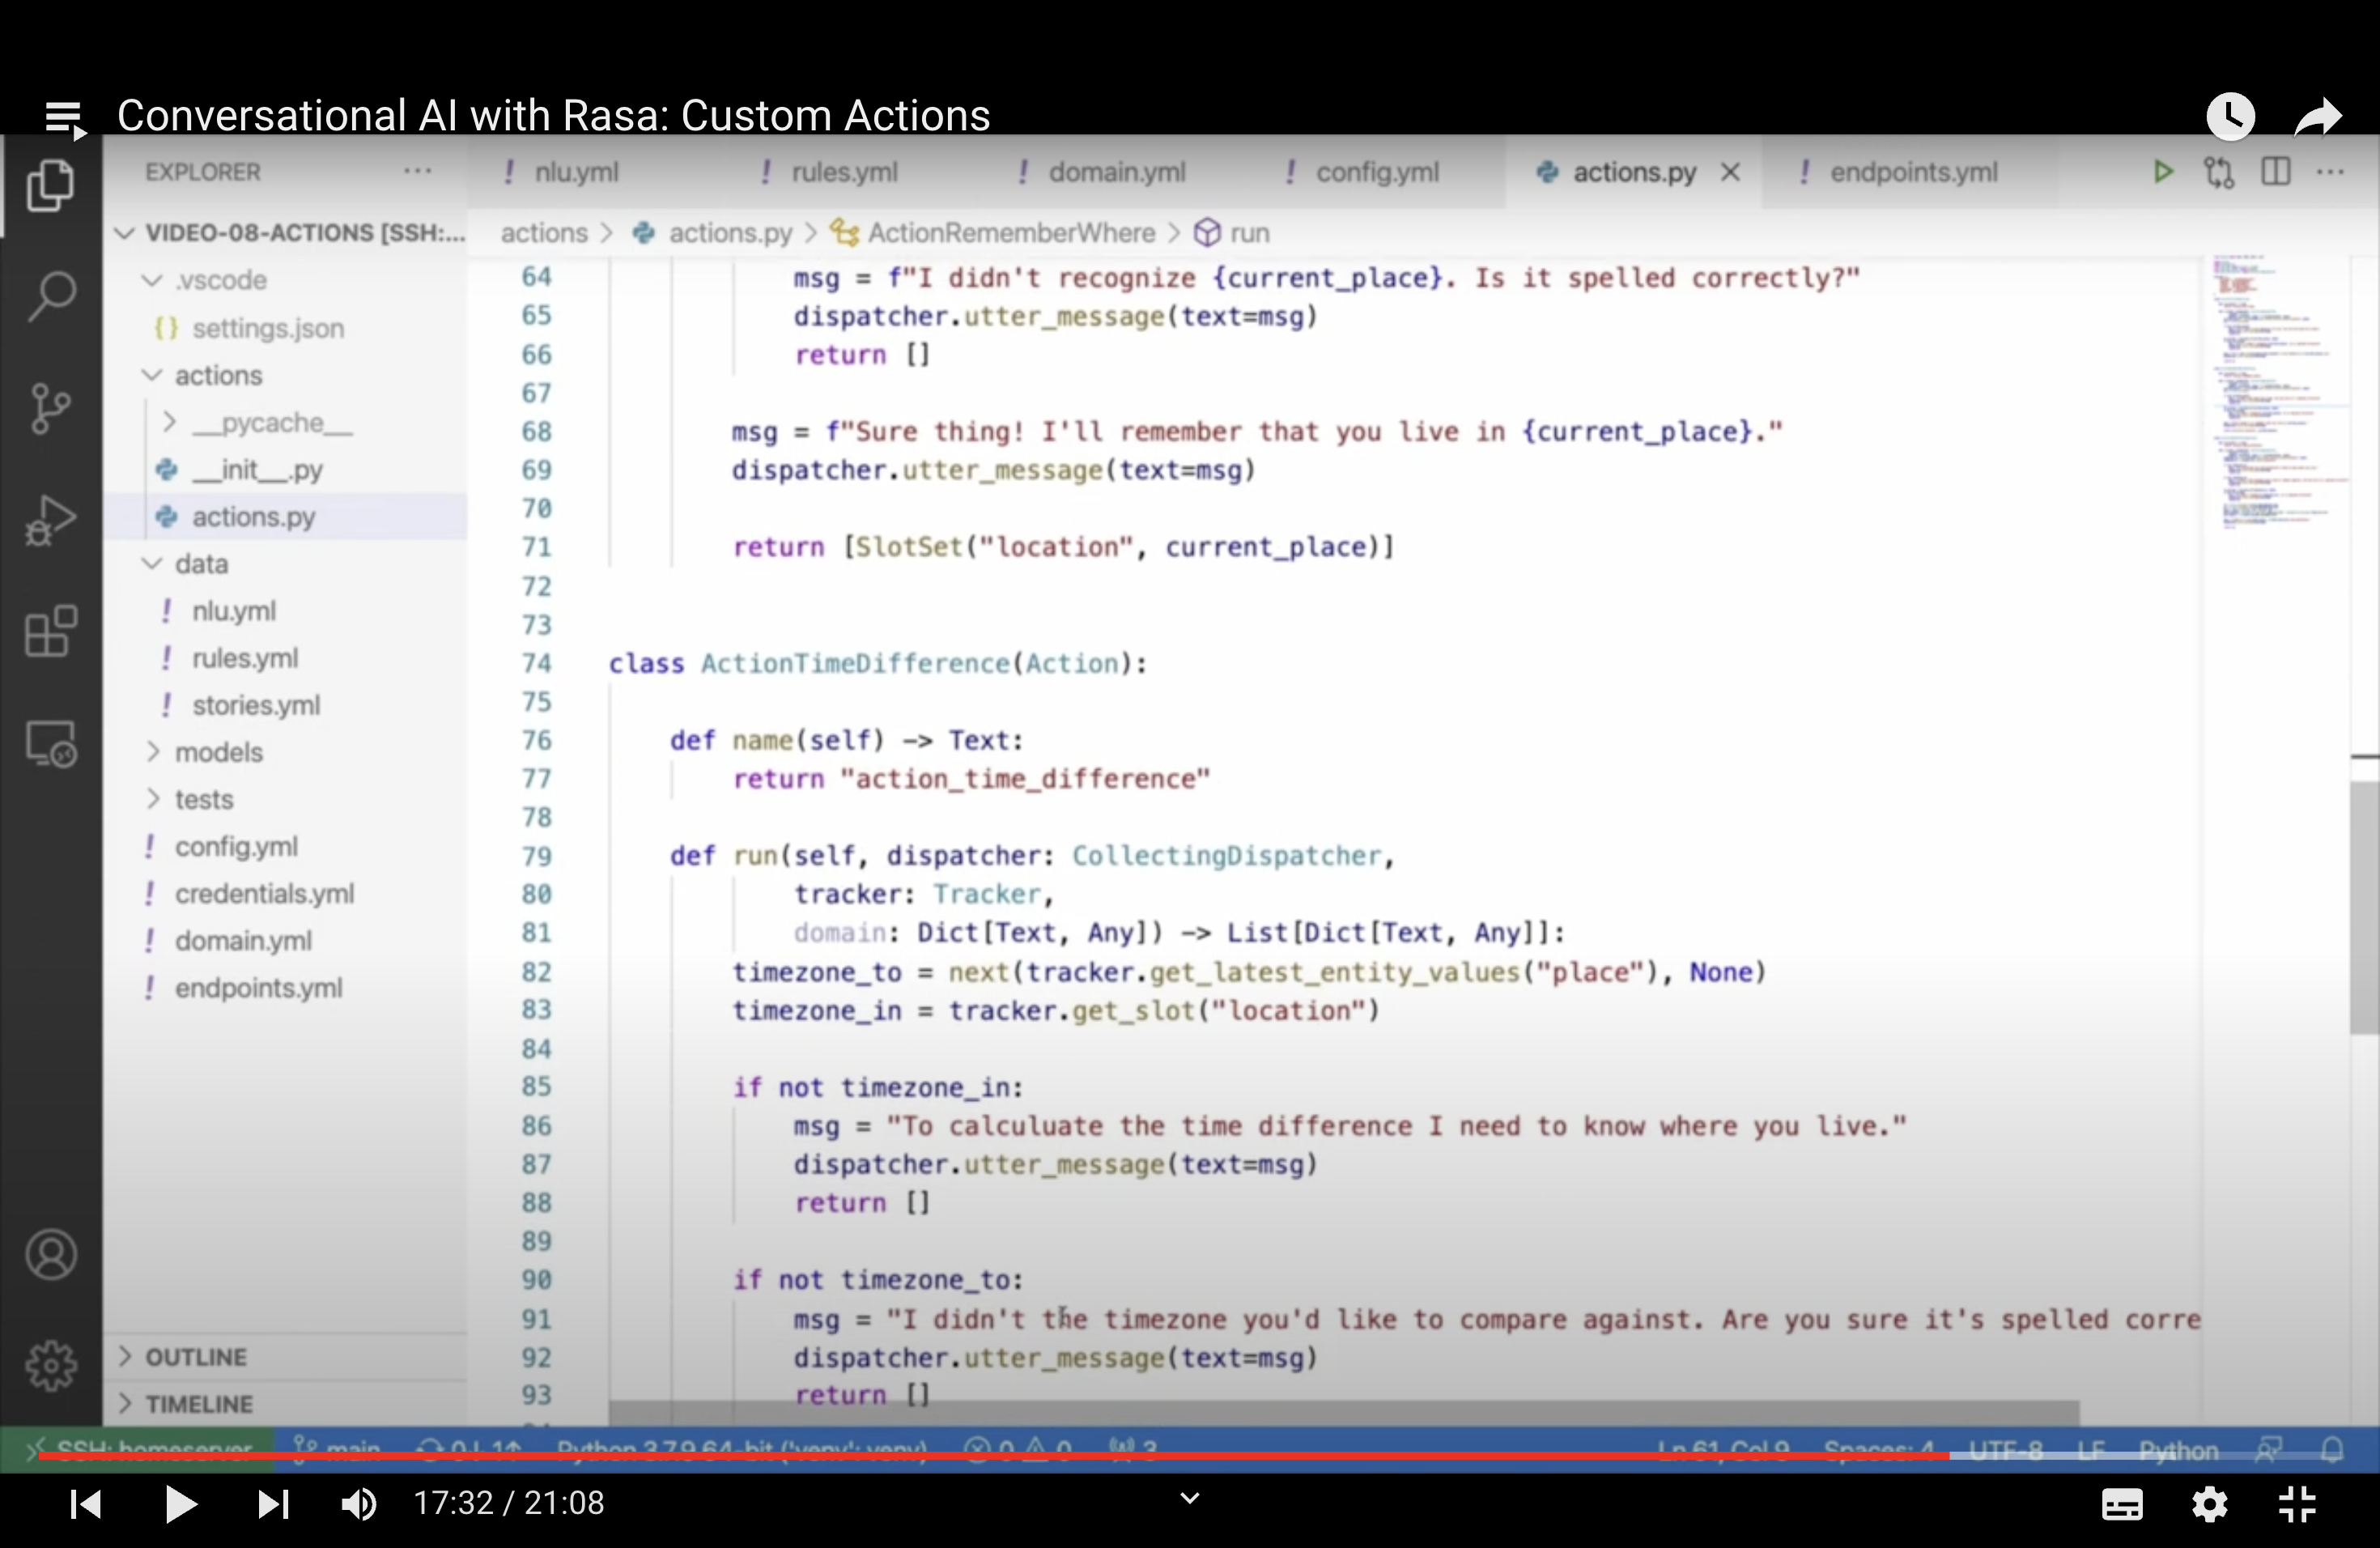 Conversational AI with Rasa: Custom Actions
EXPLORER
nlu.yml
rules.yml
domain.yml
config.yml
actions.py
endpoints.yml
VIDEO-08-ACTIONS [SSH:...
actions > actions.py > ActionRememberWhere > run
.vscode
settings.json
actions
__pycache__
__init__.py
actions.py
data
nlu.yml
rules.yml
stories.yml
models
tests
config.yml
credentials.yml
domain.yml
endpoints.yml
OUTLINE
TIMELINE
64 msg = f"I didn't recognize {current_place}. Is it spelled correctly?"
65 dispatcher.utter_message(text=msg)
66 return []
67
68 msg = f"Sure thing! I'll remember that you live in {current_place}."
69 dispatcher.utter_message(text=msg)
70
71 return [SlotSet("location", current_place)]
72
73
74 class ActionTimeDifference(Action):
75
76 def name(self) -> Text:
77 return "action_time_difference"
78
79 def run(self, dispatcher: CollectingDispatcher,
80 tracker: Tracker,
81 domain: Dict[Text, Any]) -> List[Dict[Text, Any]]:
82 timezone_to = next(tracker.get_latest_entity_values("place"), None)
83 timezone_in = tracker.get_slot("location")
84
85 if not timezone_in:
86 msg = "To calculuate the time difference I need to know where you live."
87 dispatcher.utter_message(text=msg)
88 return []
89
90 if not timezone_to:
91 msg = "I didn't the timezone you'd like to compare against. Are you sure it's spelled corre
92 dispatcher.utter_message(text=msg)
93 return []
SSH: homeserver main 0↓ 1↑ Python 3.7.9 64-bit ('venv': venv) 0 0 3 Ln 61, Col 9 Spaces: 4 UTF-8 LF Python
17:32 / 21:08